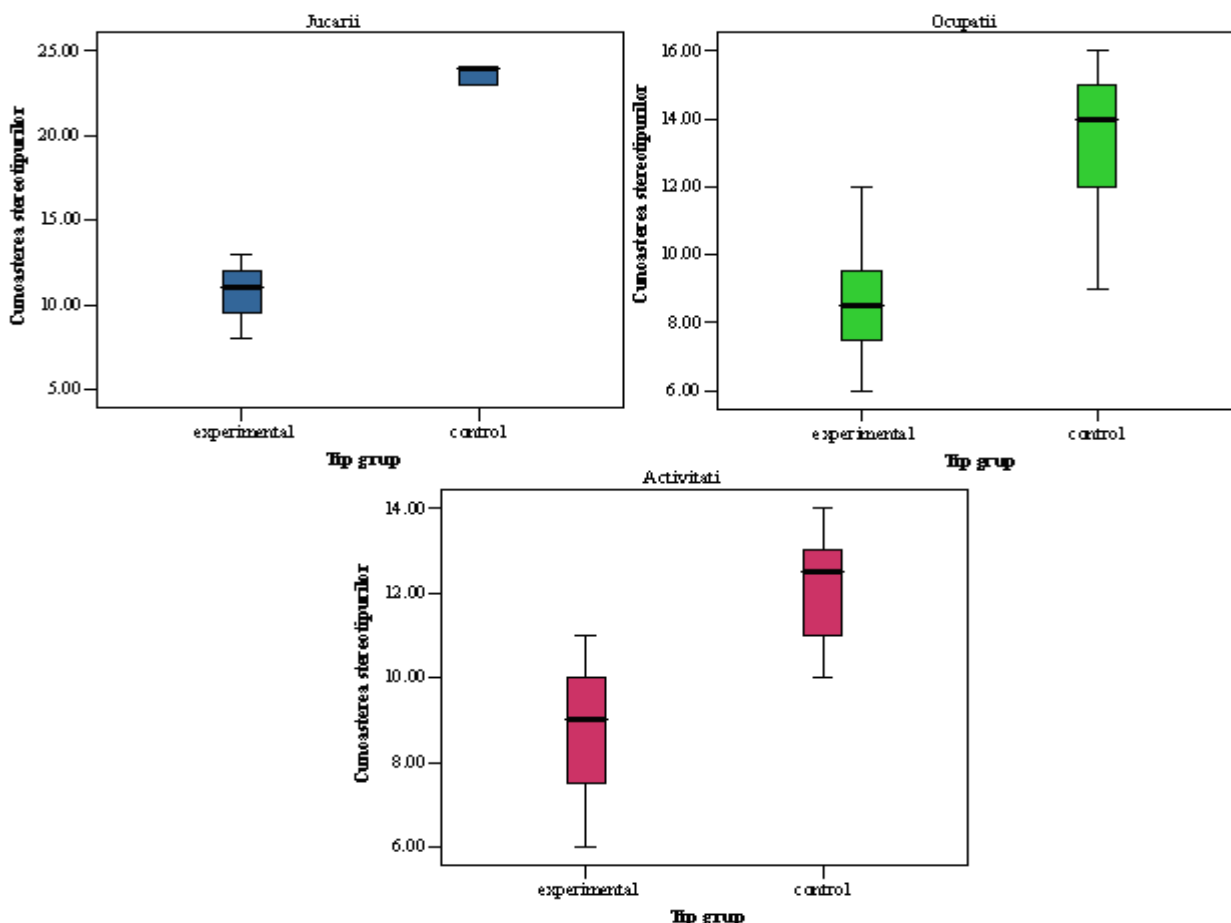 Jucarii
Cunoasterea stereotipurilor
25.00
20.00
15.00
10.00
5.00
experimental
control
Tip grup
Ocupatii
Cunoasterea stereotipurilor
16.00
14.00
12.00
10.00
8.00
6.00
experimental
control
Tip grup
Activitati
Cunoasterea stereotipurilor
14.00
12.00
10.00
8.00
6.00
experimental
control
Tip grup